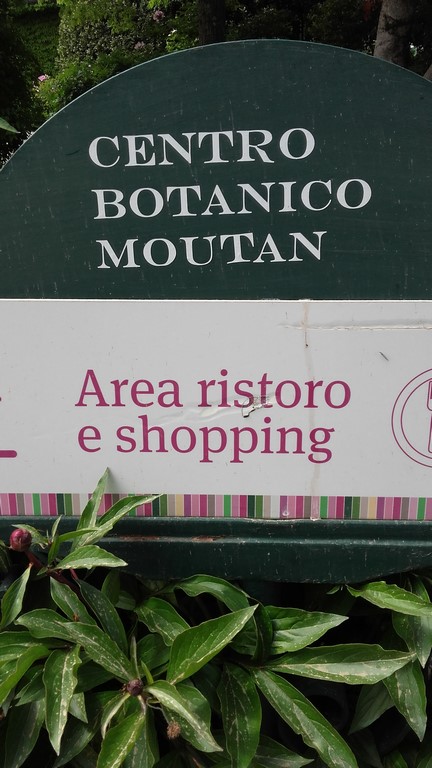 CENTRO
BOTANICO
MOUTAN
Area ristoro
e shopping